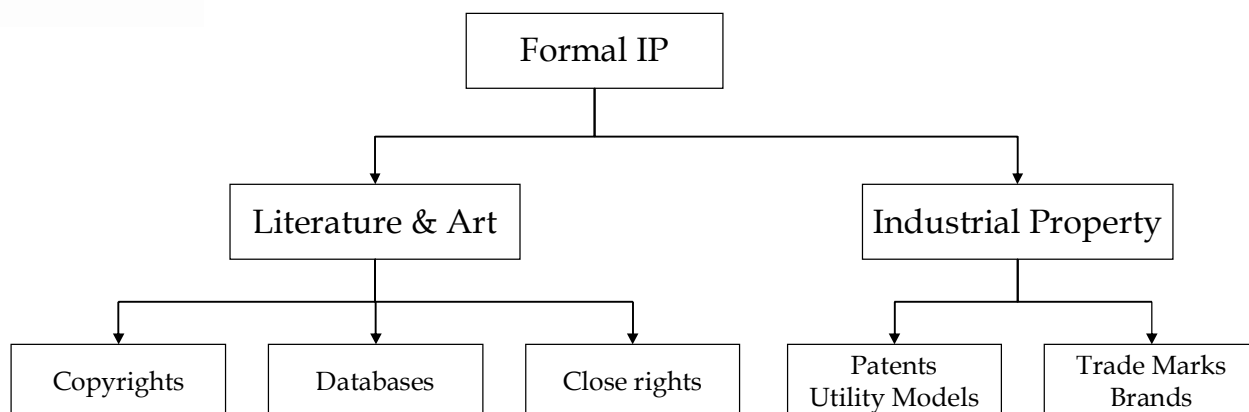 Formal IP
Literature & Art
Industrial Property
Copyrights
Databases
Close rights
Patents
Utility Models
Trade Marks
Brands